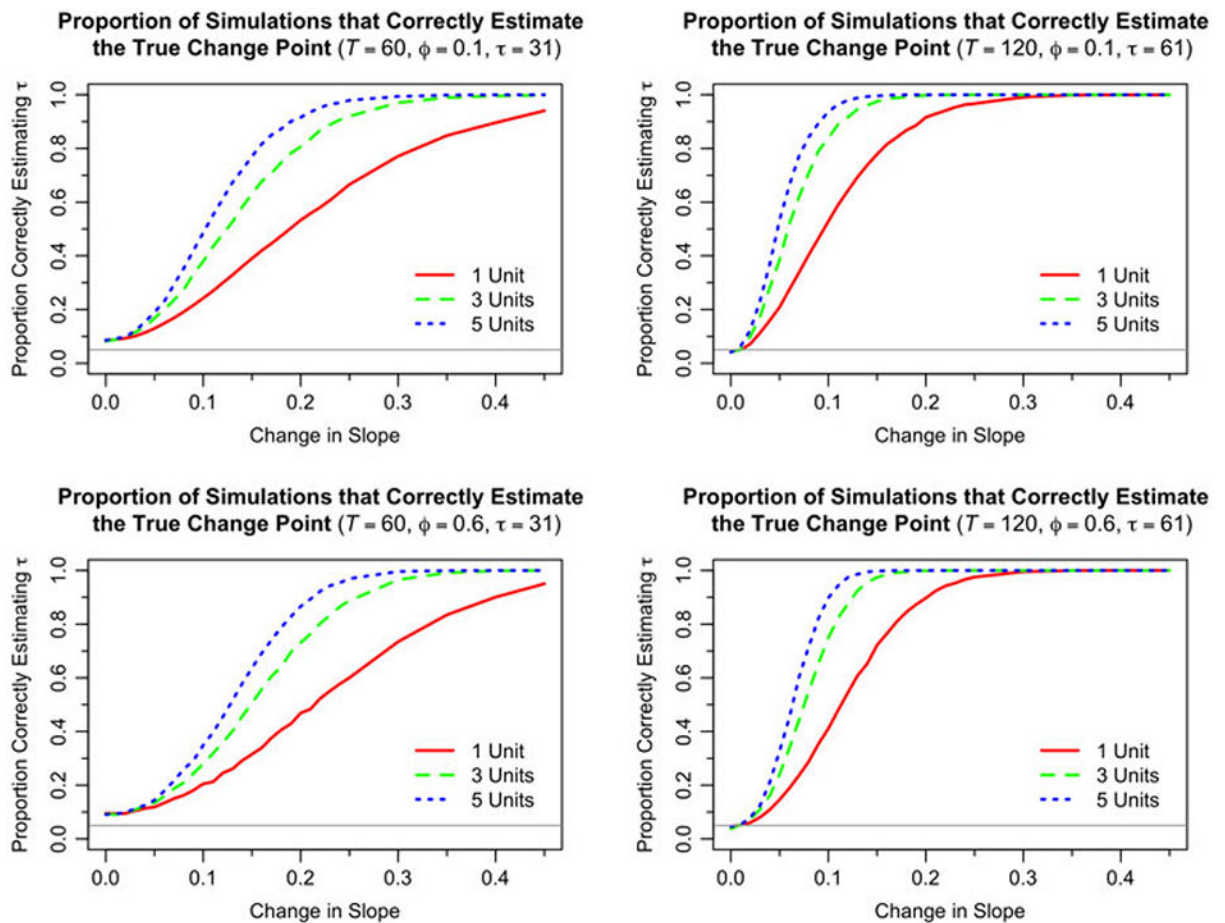 Proportion of Simulations that Correctly Estimate
the True Change Point (T = 60, ϕ = 0.1, τ = 31)
Proportion Correctly Estimating τ
1.0
0.8
0.6
0.4
0.2
0.0
1 Unit
3 Units
5 Units
0.0 0.1 0.2 0.3 0.4
Change in Slope
Proportion of Simulations that Correctly Estimate
the True Change Point (T = 120, ϕ = 0.1, τ = 61)
Proportion Correctly Estimating τ
1.0
0.8
0.6
0.4
0.2
0.0
1 Unit
3 Units
5 Units
0.0 0.1 0.2 0.3 0.4
Change in Slope
Proportion of Simulations that Correctly Estimate
the True Change Point (T = 60, ϕ = 0.6, τ = 31)
Proportion Correctly Estimating τ
1.0
0.8
0.6
0.4
0.2
0.0
1 Unit
3 Units
5 Units
0.0 0.1 0.2 0.3 0.4
Change in Slope
Proportion of Simulations that Correctly Estimate
the True Change Point (T = 120, ϕ = 0.6, τ = 61)
Proportion Correctly Estimating τ
1.0
0.8
0.6
0.4
0.2
0.0
1 Unit
3 Units
5 Units
0.0 0.1 0.2 0.3 0.4
Change in Slope